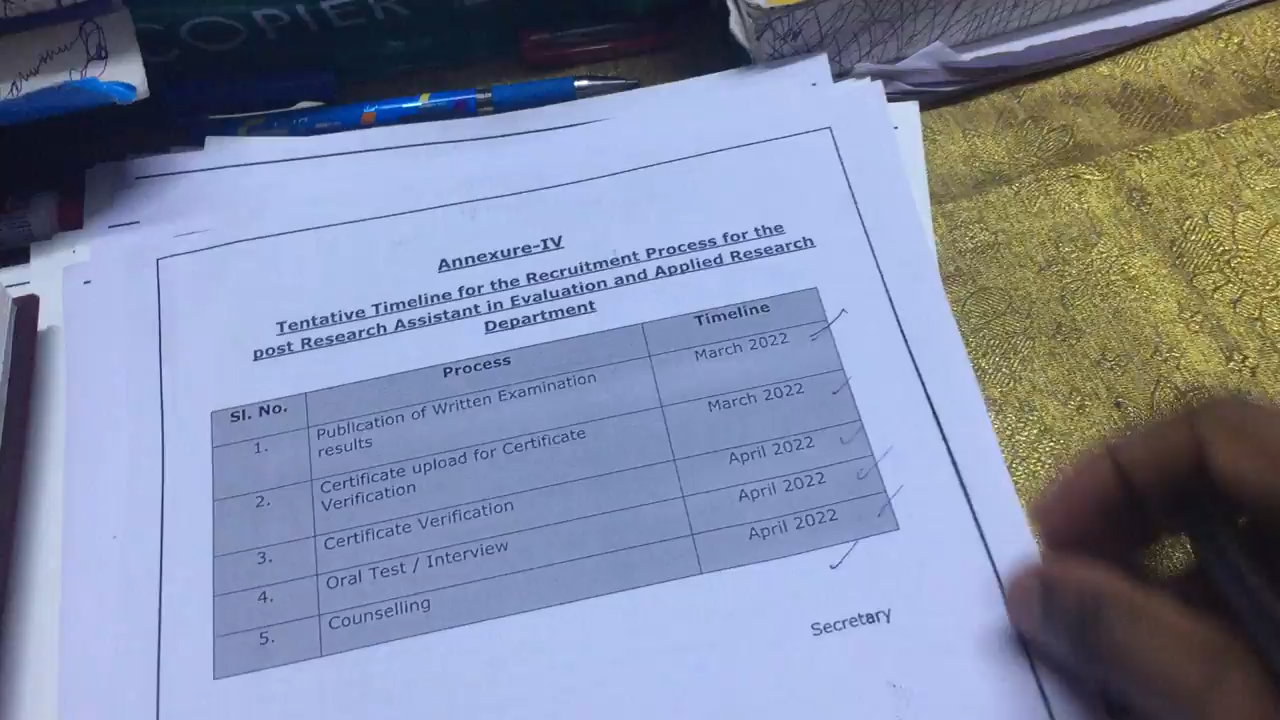 COPIER
Annexure-IV
Tentative Timeline for the Recruitment Process for the
post Research Assistant in Evaluation and Applied Research
Department
Sl. No. Process Timeline
1. Publication of Written Examination results March 2022
2. Certificate upload for Certificate Verification March 2022
3. Certificate Verification April 2022
4. Oral Test / Interview April 2022
5. Counselling April 2022
Secretary